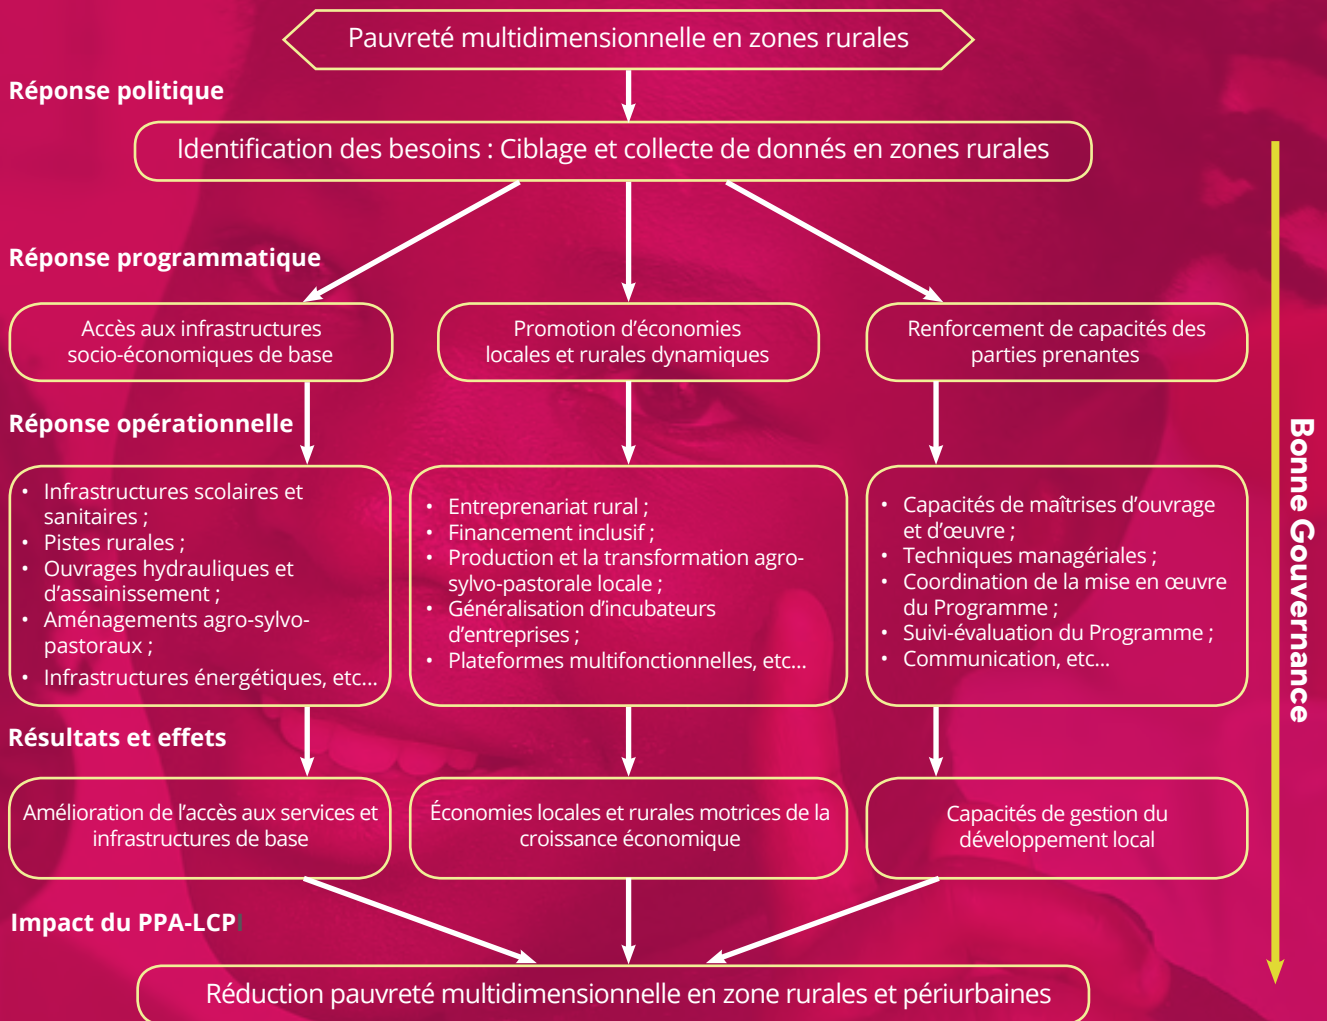 Pauvreté multidimensionnelle en zones rurales
Réponse politique
Identification des besoins : Ciblage et collecte de donnés en zones rurales
Réponse programmatique
Accès aux infrastructures
socio-économiques de base
Promotion d’économies
locales et rurales dynamiques
Renforcement de capacités des
parties prenantes
Réponse opérationnelle
• Infrastructures scolaires et
sanitaires ;
• Pistes rurales ;
• Ouvrages hydrauliques et
d’assainissement ;
• Aménagements agro-sylvo-
pastoraux ;
• Infrastructures énergétiques, etc...
• Entreprenariat rural ;
• Financement inclusif ;
• Production et la transformation agro-
sylvo-pastorale locale ;
• Généralisation d’incubateurs
d’entreprises ;
• Plateformes multifonctionnelles, etc...
• Capacités de maîtrises d’ouvrage
et d’œuvre ;
• Techniques managériales ;
• Coordination de la mise en œuvre
du Programme ;
• Suivi-évaluation du Programme ;
• Communication, etc...
Résultats et effets
Amélioration de l’accès aux services et
infrastructures de base
Économies locales et rurales motrices de la
croissance économique
Capacités de gestion du
développement local
Impact du PPA-LCPI
Réduction pauvreté multidimensionnelle en zone rurales et périurbaines
Bonne Gouvernance